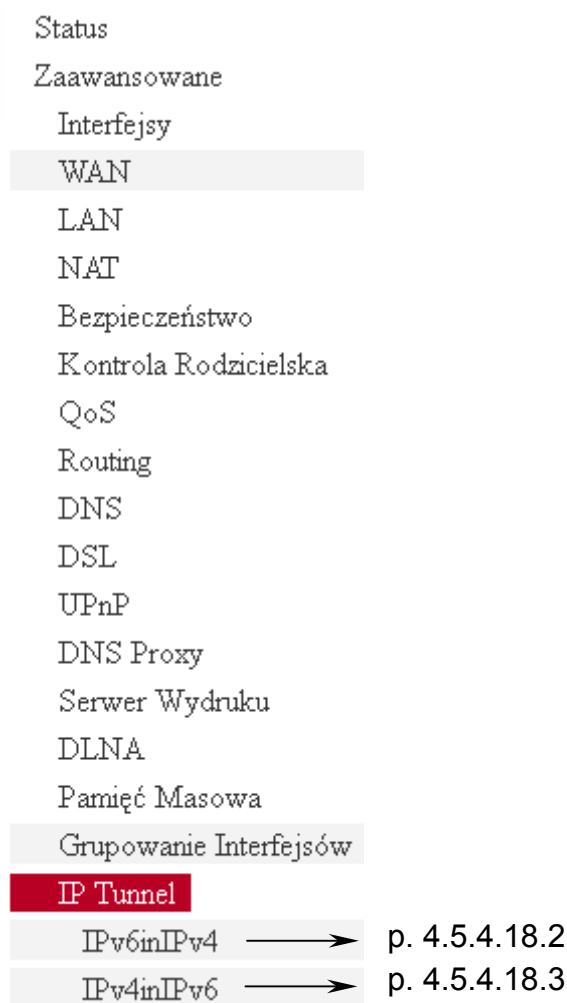 Status
Zaawansowane
Interfejsy
WAN
LAN
NAT
Bezpieczeństwo
Kontrola Rodzicielska
QoS
Routing
DNS
DSL
UPnP
DNS Proxy
Serwer Wydruku
DLNA
Pamięć Masowa
Grupowanie Interfejsów
IP Tunnel
IPv6inIPv4 p. 4.5.4.18.2
IPv4inIPv6 p. 4.5.4.18.3